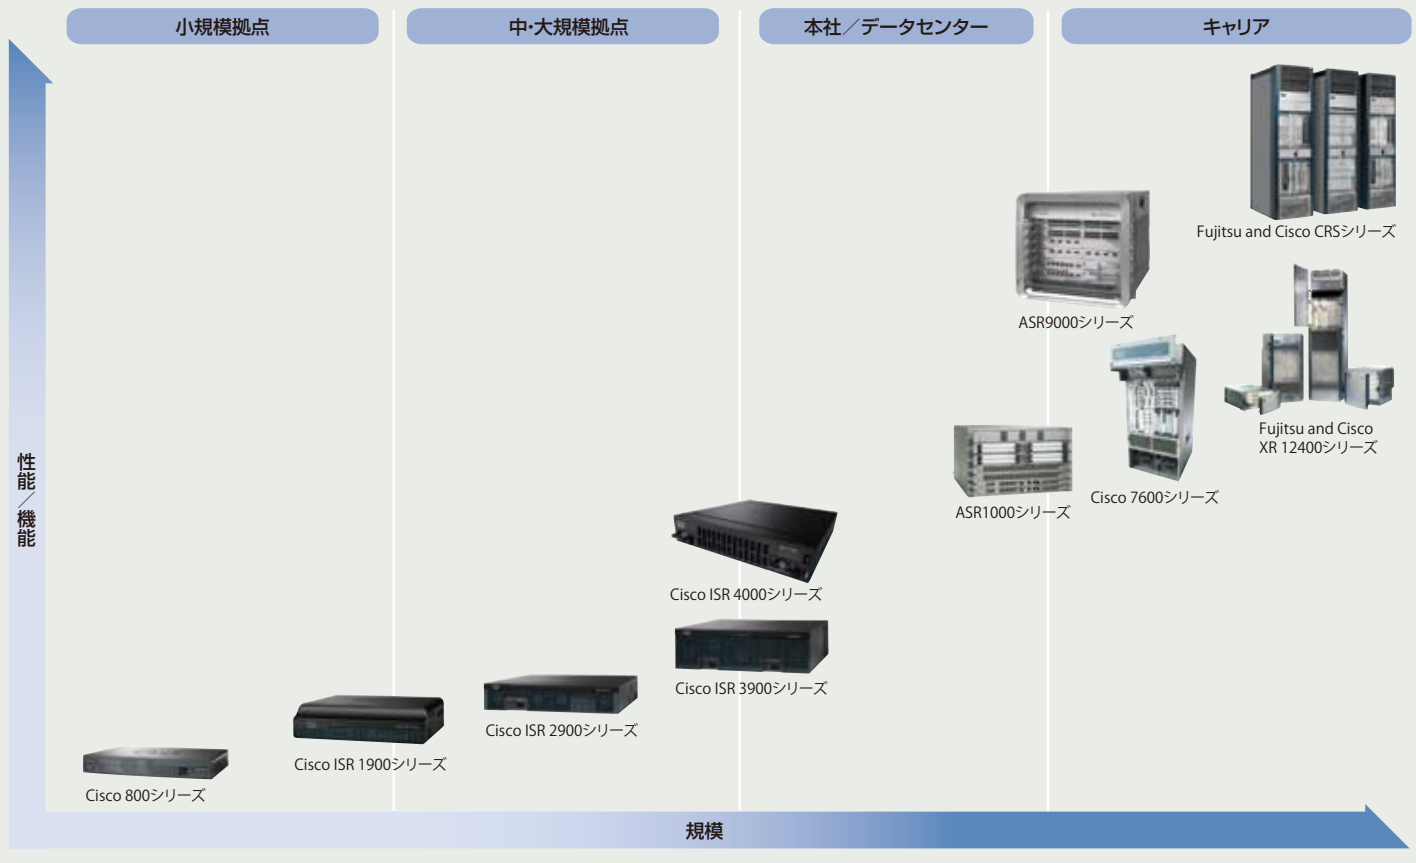 小規模拠点
中・大規模拠点
本社／データセンター
キャリア
Fujitsu and Cisco CRSシリーズ
ASR9000シリーズ
Fujitsu and Cisco
XR 12400シリーズ
Cisco 7600シリーズ
ASR1000シリーズ
Cisco ISR 4000シリーズ
Cisco ISR 3900シリーズ
Cisco ISR 2900シリーズ
Cisco ISR 1900シリーズ
Cisco 800シリーズ
性能／機能
規模